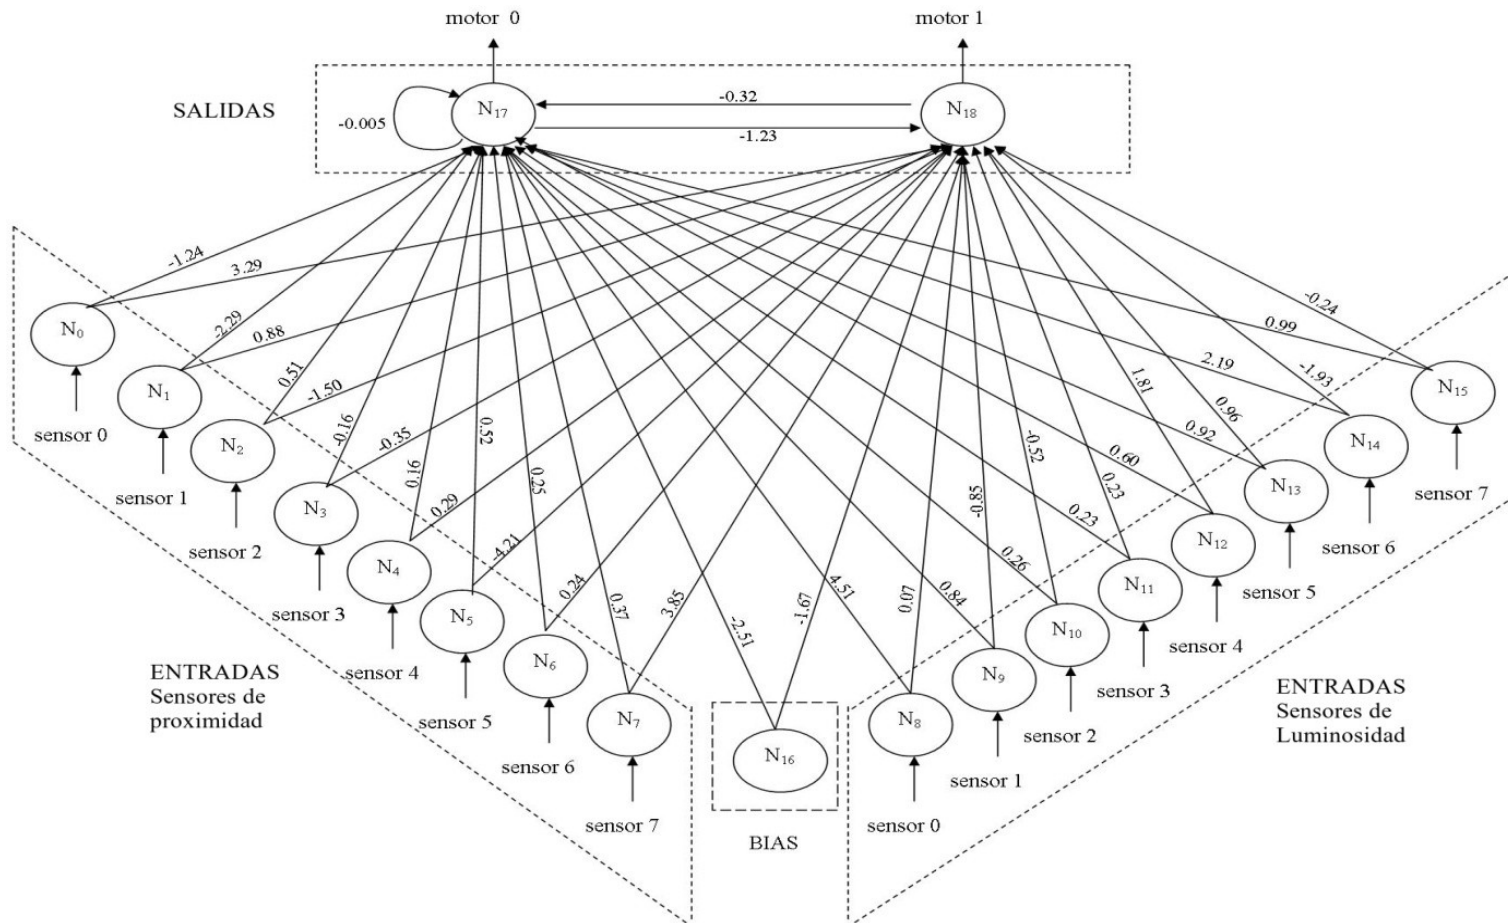 motor 0
motor 1
SALIDAS
N17
N18
-0.32
-0.005
-1.23
-1.24
3.29
-2.29
0.88
0.51
-1.50
-0.16
-0.35
0.16
0.29
0.52
-4.21
0.25
0.24
0.37
3.85
-2.51
-1.67
4.51
0.07
0.84
-0.85
0.26
-0.52
0.23
0.23
0.60
1.81
0.92
0.96
2.19
-1.93
0.99
-0.24
N0
sensor 0
N1
sensor 1
N2
sensor 2
N3
sensor 3
N4
sensor 4
N5
sensor 5
N6
sensor 6
N7
sensor 7
ENTRADAS
Sensores de
proximidad
N16
BIAS
N8
sensor 0
N9
sensor 1
N10
sensor 2
N11
sensor 3
N12
sensor 4
N13
sensor 5
N14
sensor 6
N15
sensor 7
ENTRADAS
Sensores de
Luminosidad